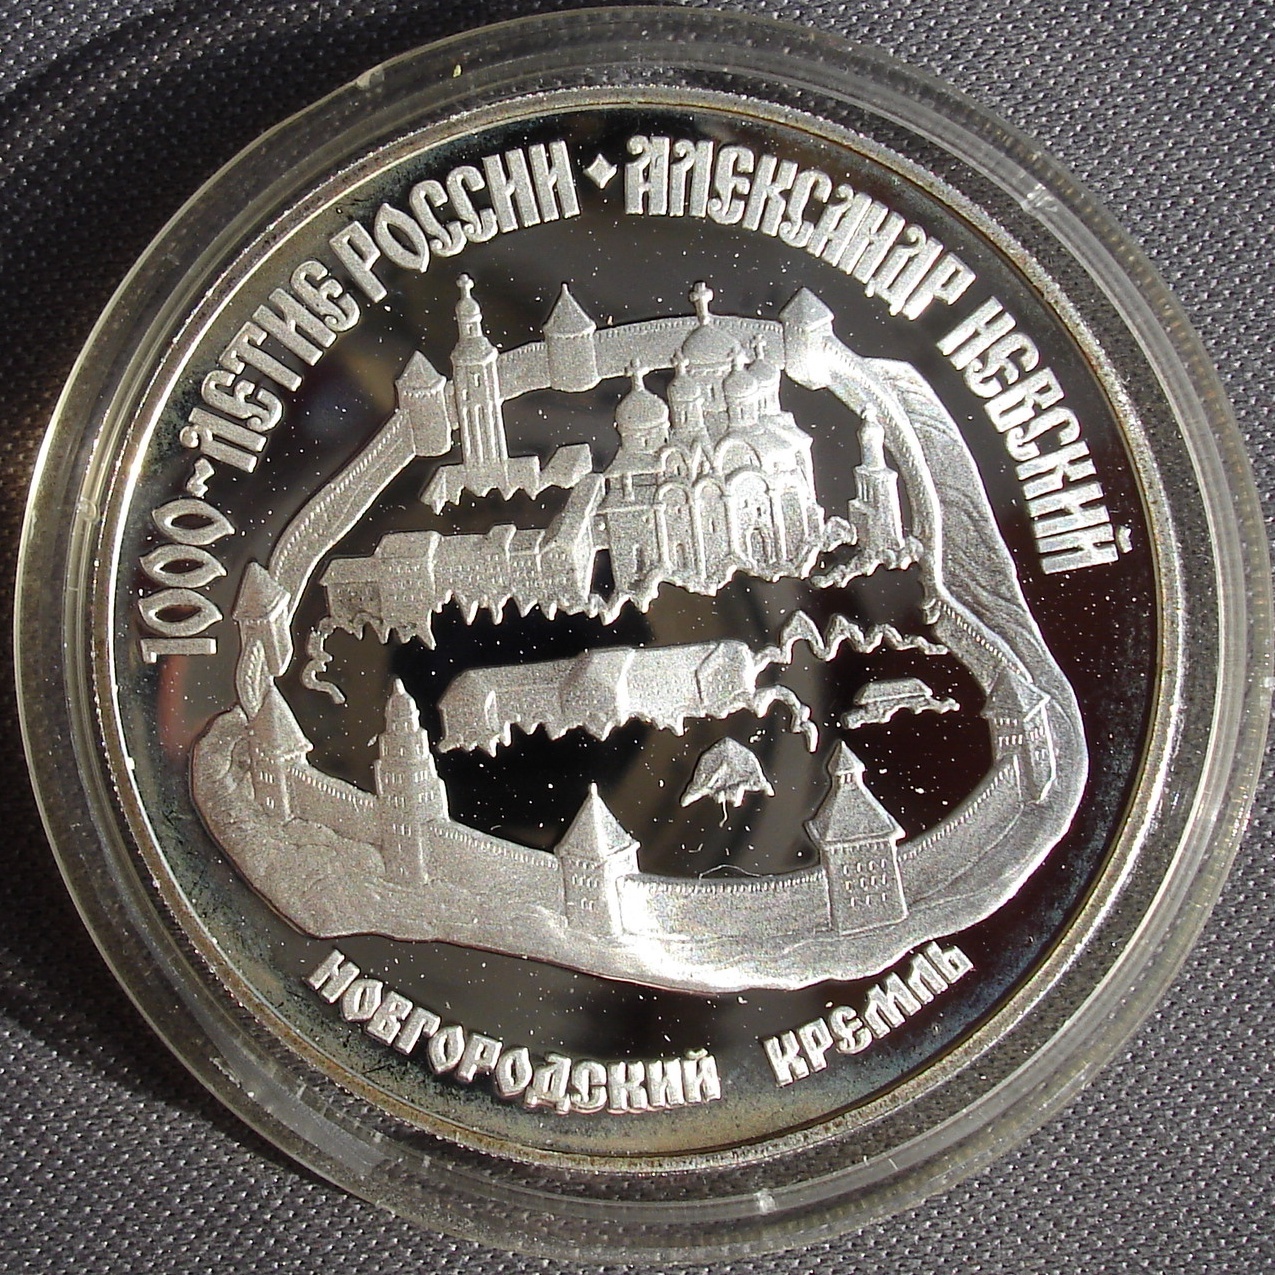 1000~ЛЕТИЕ РОССИИ ✦ АЛЕКСАНДР НЕВСКИЙ
НОВГОРОДСКИЙ КРЕМЛЬ